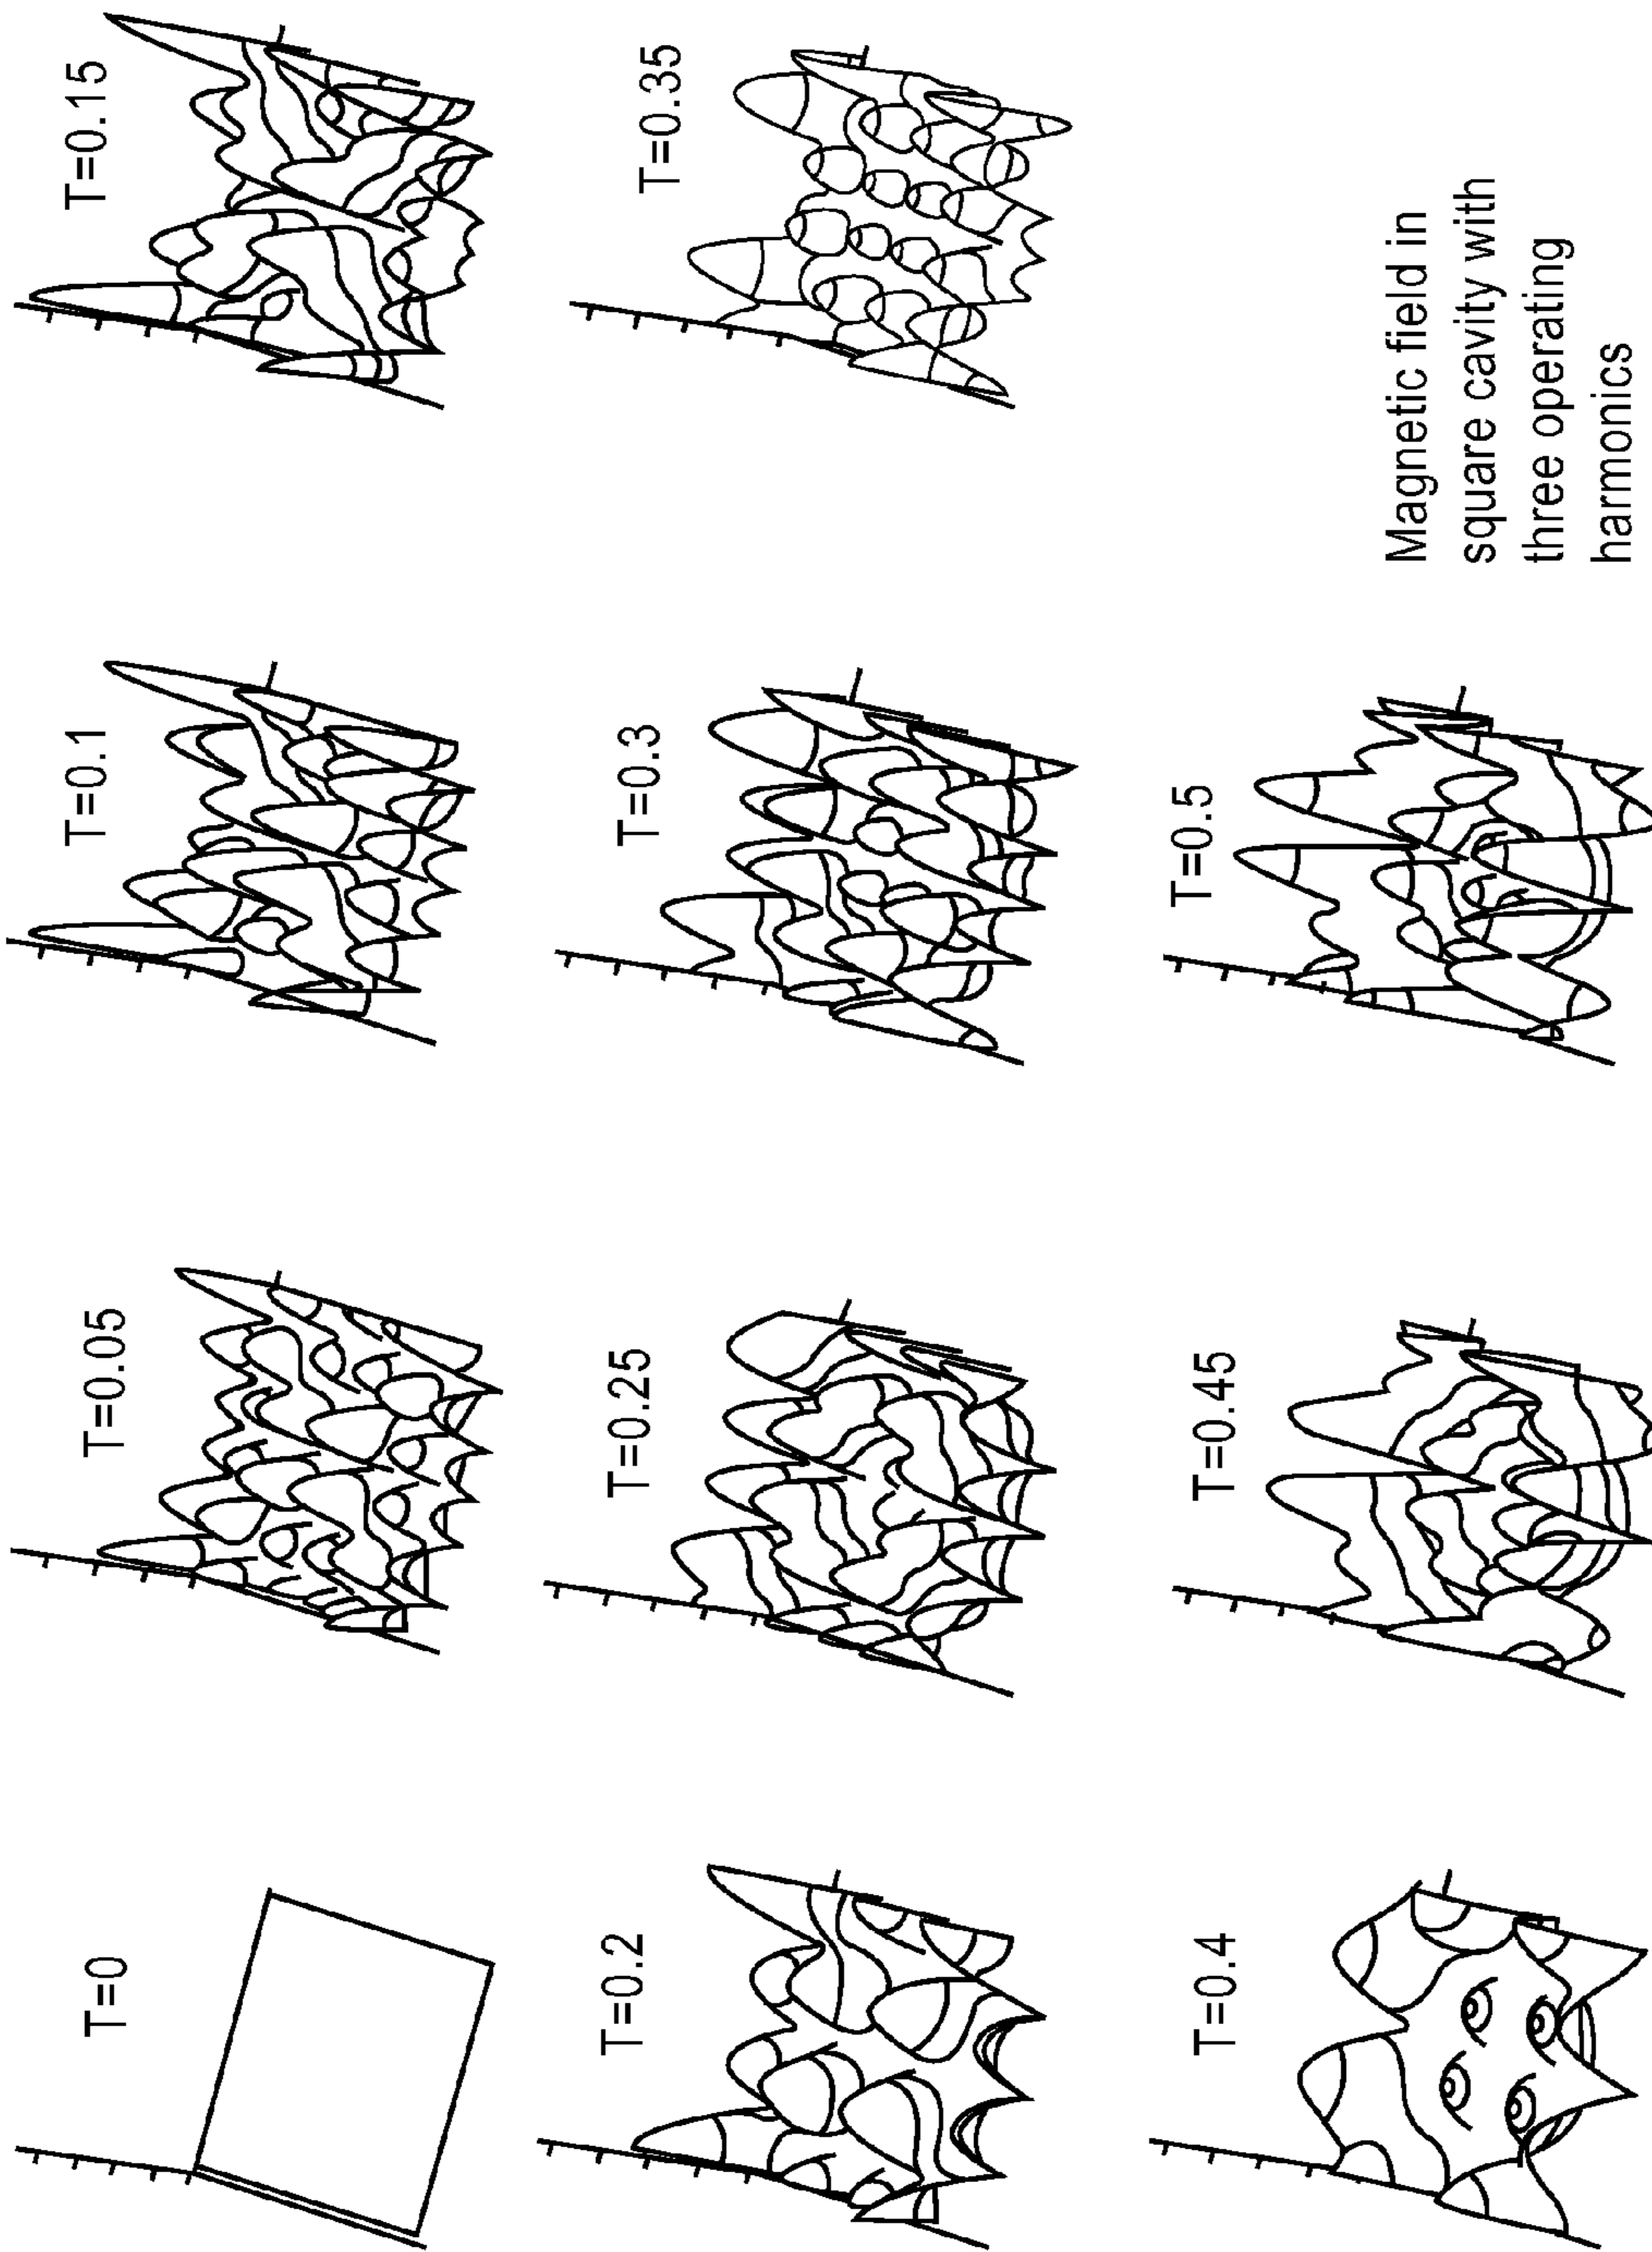 T=0
T=0.05
T=0.1
T=0.15
T=0.2
T=0.25
T=0.3
T=0.35
T=0.4
T=0.45
T=0.5
Magnetic field in
square cavity with
three operating
harmonics